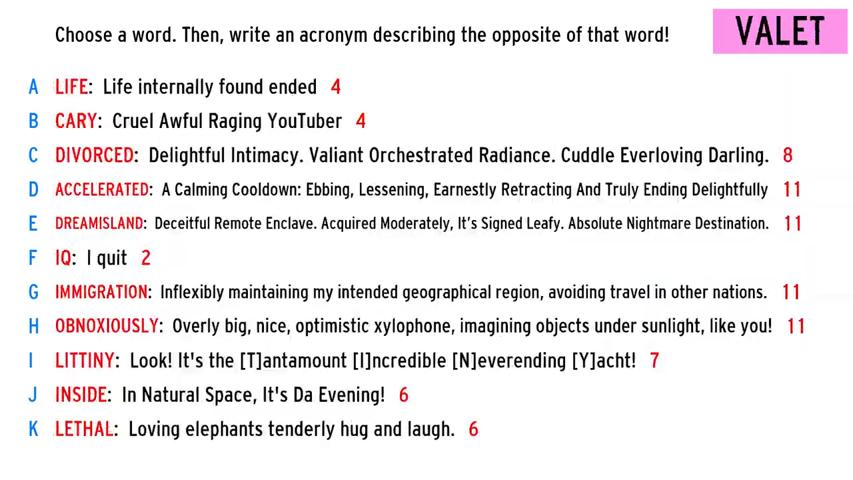 Choose a word. Then, write an acronym describing the opposite of that word!
VALET
A LIFE: Life internally found ended 4
B CARY: Cruel Awful Raging YouTuber 4
C DIVORCED: Delightful Intimacy. Valiant Orchestrated Radiance. Cuddle Everloving Darling. 8
D ACCELERATED: A Calming Cooldown: Ebbing, Lessening, Earnestly Retracting And Truly Ending Delightfully 11
E DREAMISLAND: Deceitful Remote Enclave. Acquired Moderately, It's Signed Leafy. Absolute Nightmare Destination. 11
F IQ: I quit 2
G IMMIGRATION: Inflexibly maintaining my intended geographical region, avoiding travel in other nations. 11
H OBNOXIOUSLY: Overly big, nice, optimistic xylophone, imagining objects under sunlight, like you! 11
I LITTINY: Look! It's the [T]antamount [I]ncredible [N]everending [Y]acht! 7
J INSIDE: In Natural Space, It's Da Evening! 6
K LETHAL: Loving elephants tenderly hug and laugh. 6